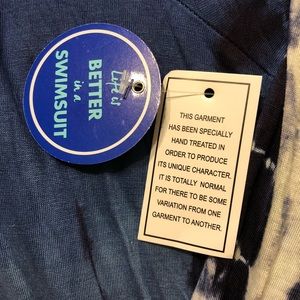 Life is
BETTER
in a
SWIMSUIT
THIS GARMENT
HAS BEEN SPECIALLY
HAND TREATED IN
ORDER TO PRODUCE
ITS UNIQUE CHARACTER.
IT IS TOTALLY NORMAL
FOR THERE TO BE SOME
VARIATION FROM ONE
GARMENT TO ANOTHER.